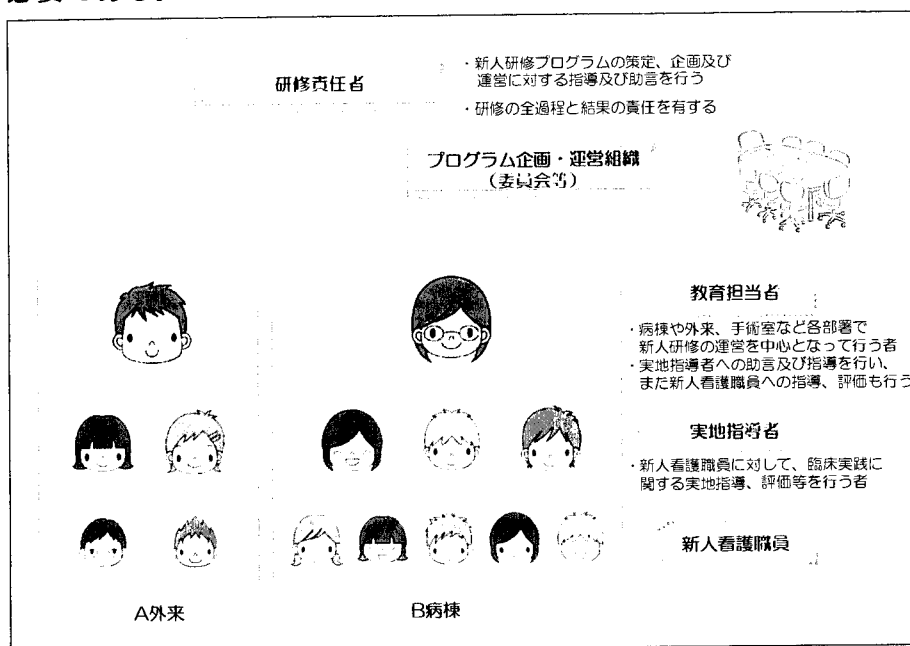 研修責任者
・新人研修プログラムの策定、企画及び
運営に対する指導及び助言を行う
・研修の全過程と結果の責任を有する
プログラム企画・運営組織
(委員会等)
教育担当者
・病棟や外来、手術室など各部署で
新人研修の運営を中心となって行う者
・実地指導者への助言及び指導を行い、
また新人看護職員への指導、評価も行う
実地指導者
・新人看護職員に対して、臨床実践に
関する実地指導、評価等を行う者
新人看護職員
A外来
B病棟